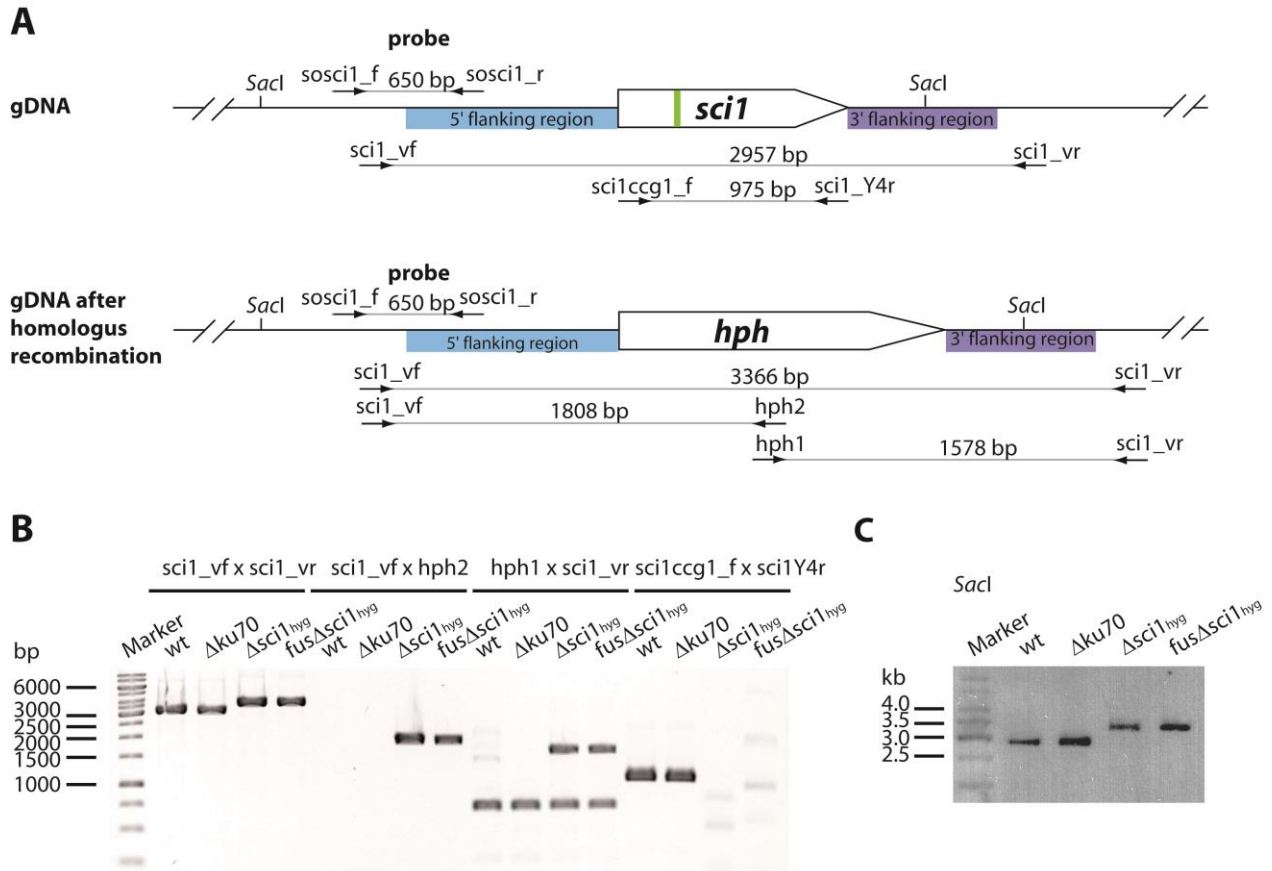 A
probe
SacI
sosci1_f
650 bp
sosci1_r
SacI
gDNA
5' flanking region
sci1
3' flanking region
sci1_vf
2957 bp
sci1_vr
sci1ccg1_f
975 bp
sci1_Y4r
probe
gDNA after
homologus
recombination
SacI
sosci1_f
650 bp
sosci1_r
SacI
5' flanking region
hph
3' flanking region
sci1_vf
3366 bp
sci1_vr
sci1_vf
1808 bp
hph2
hph1
1578 bp
sci1_vr
B
sci1_vf x sci1_vr
sci1_vf x hph2
hph1 x sci1_vr
sci1ccg1_f x sci1Y4r
bp
Marker
wt
Δku70
Δsci1hyg
fusΔsci1hyg
wt
Δku70
Δsci1hyg
fusΔsci1hyg
wt
Δku70
Δsci1hyg
fusΔsci1hyg
wt
Δku70
Δsci1hyg
fusΔsci1hyg
6000
3000
2500
2000
1500
1000
C
SacI
kb
Marker
wt
Δku70
Δsci1hyg
fusΔsci1hyg
4.0
3.5
3.0
2.5